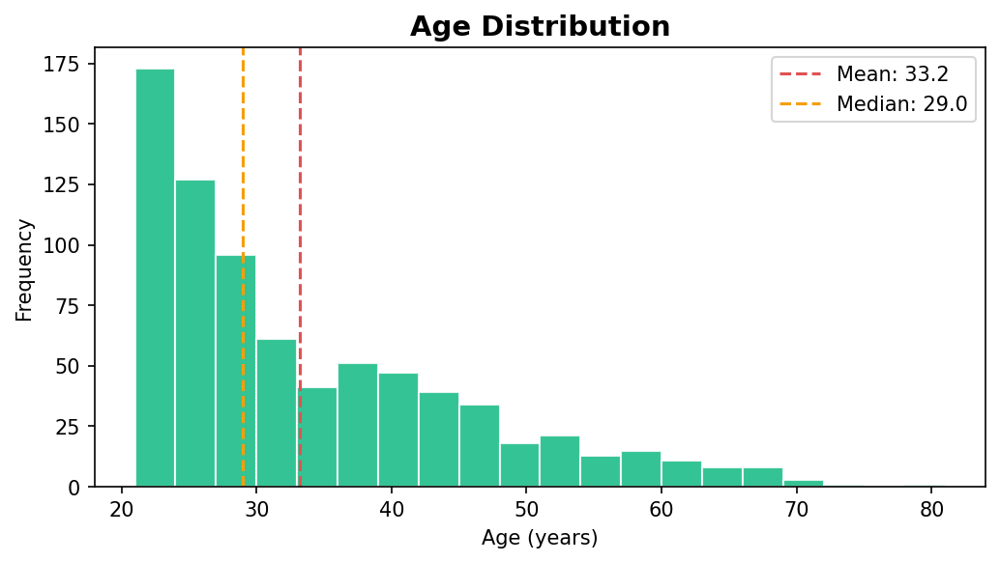 Age Distribution
Mean: 33.2
Median: 29.0
Frequency
175
150
125
100
75
50
25
0
20 30 40 50 60 70 80
Age (years)